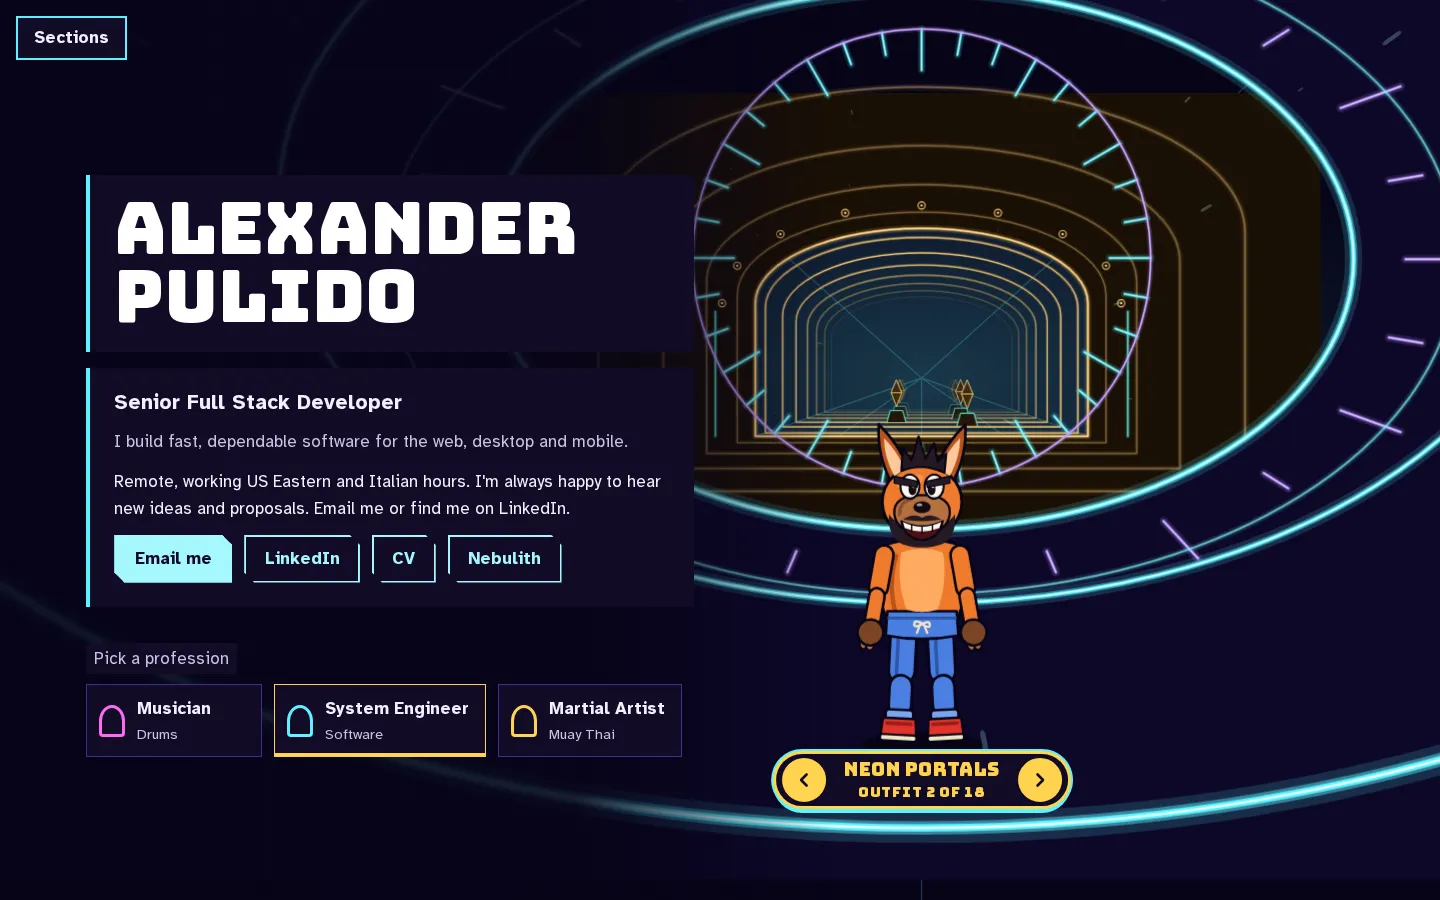 Sections
ALEXANDER
PULIDO
Senior Full Stack Developer
I build fast, dependable software for the web, desktop and mobile.
Remote, working US Eastern and Italian hours. I'm always happy to hear
new ideas and proposals. Email me or find me on LinkedIn.
Email me
LinkedIn
CV
Nebulith
Pick a profession
Musician
Drums
System Engineer
Software
Martial Artist
Muay Thai
NEON PORTALS
OUTFIT 2 OF 18